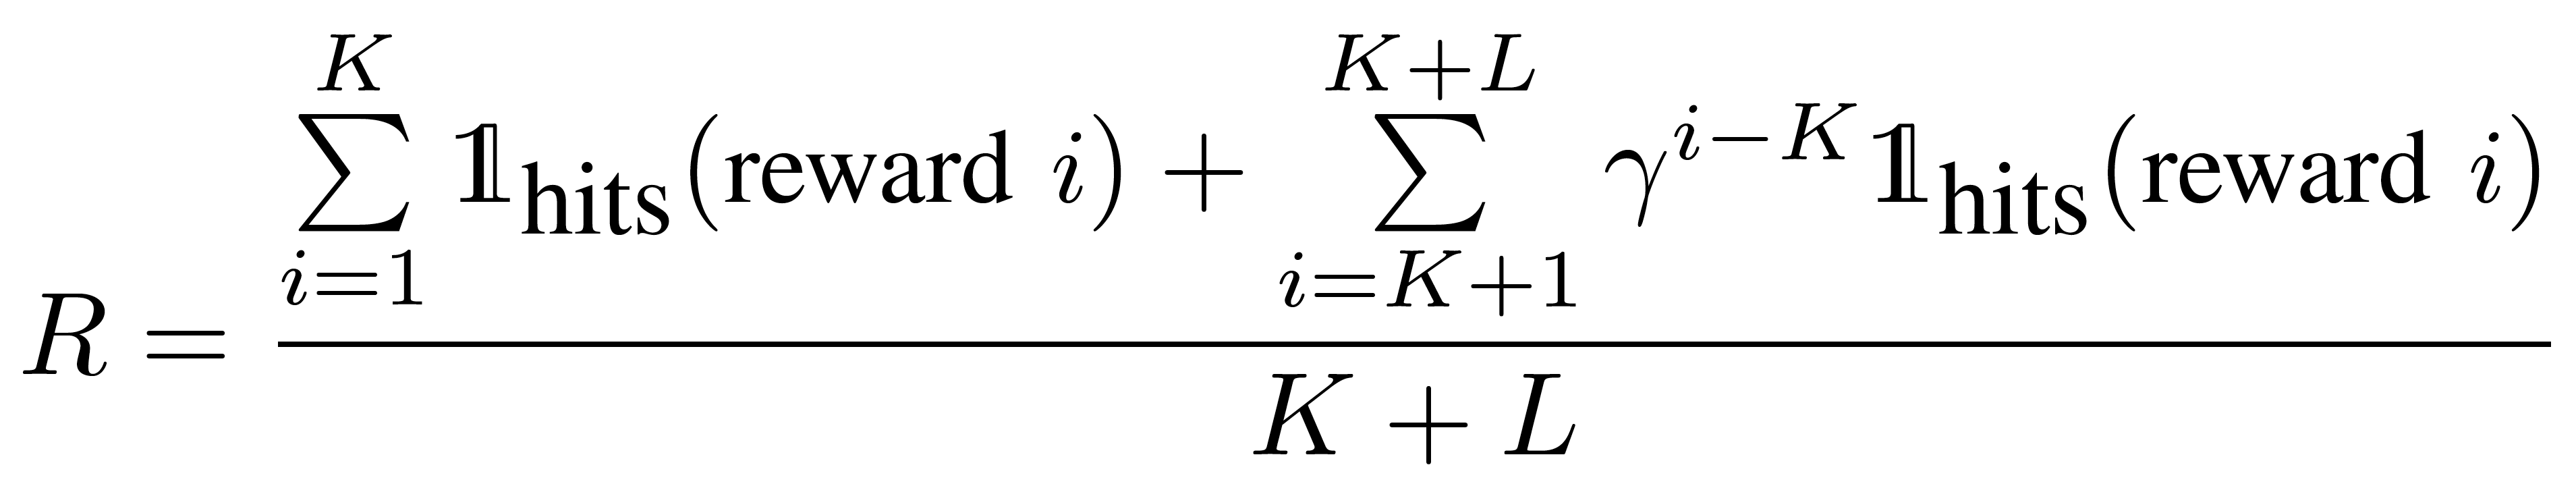 R = \frac{\sum_{i=1}^{K} \mathbb{1}_{\text{hits}}(\text{reward } i) + \sum_{i=K+1}^{K+L} \gamma^{i-K} \mathbb{1}_{\text{hits}}(\text{reward } i)}{K + L}